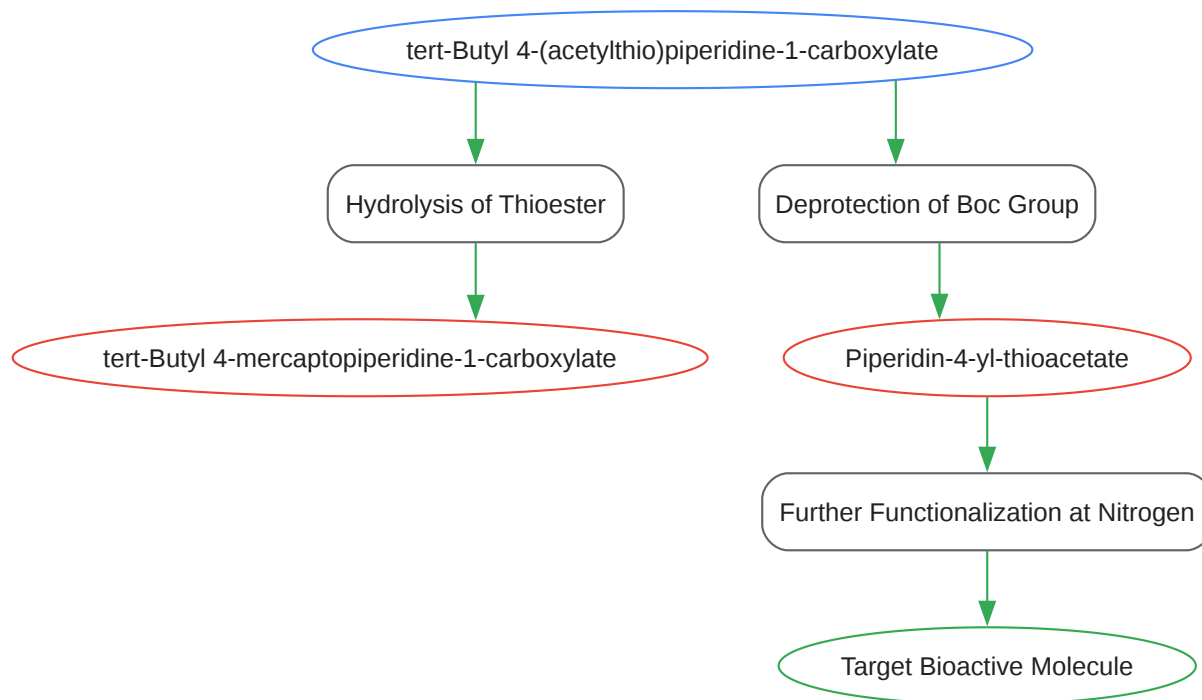 tert-Butyl 4-(acetylthio)piperidine-1-carboxylate
Hydrolysis of Thioester
Deprotection of Boc Group
tert-Butyl 4-mercaptopiperidine-1-carboxylate
Piperidin-4-yl-thioacetate
Further Functionalization at Nitrogen
Target Bioactive Molecule